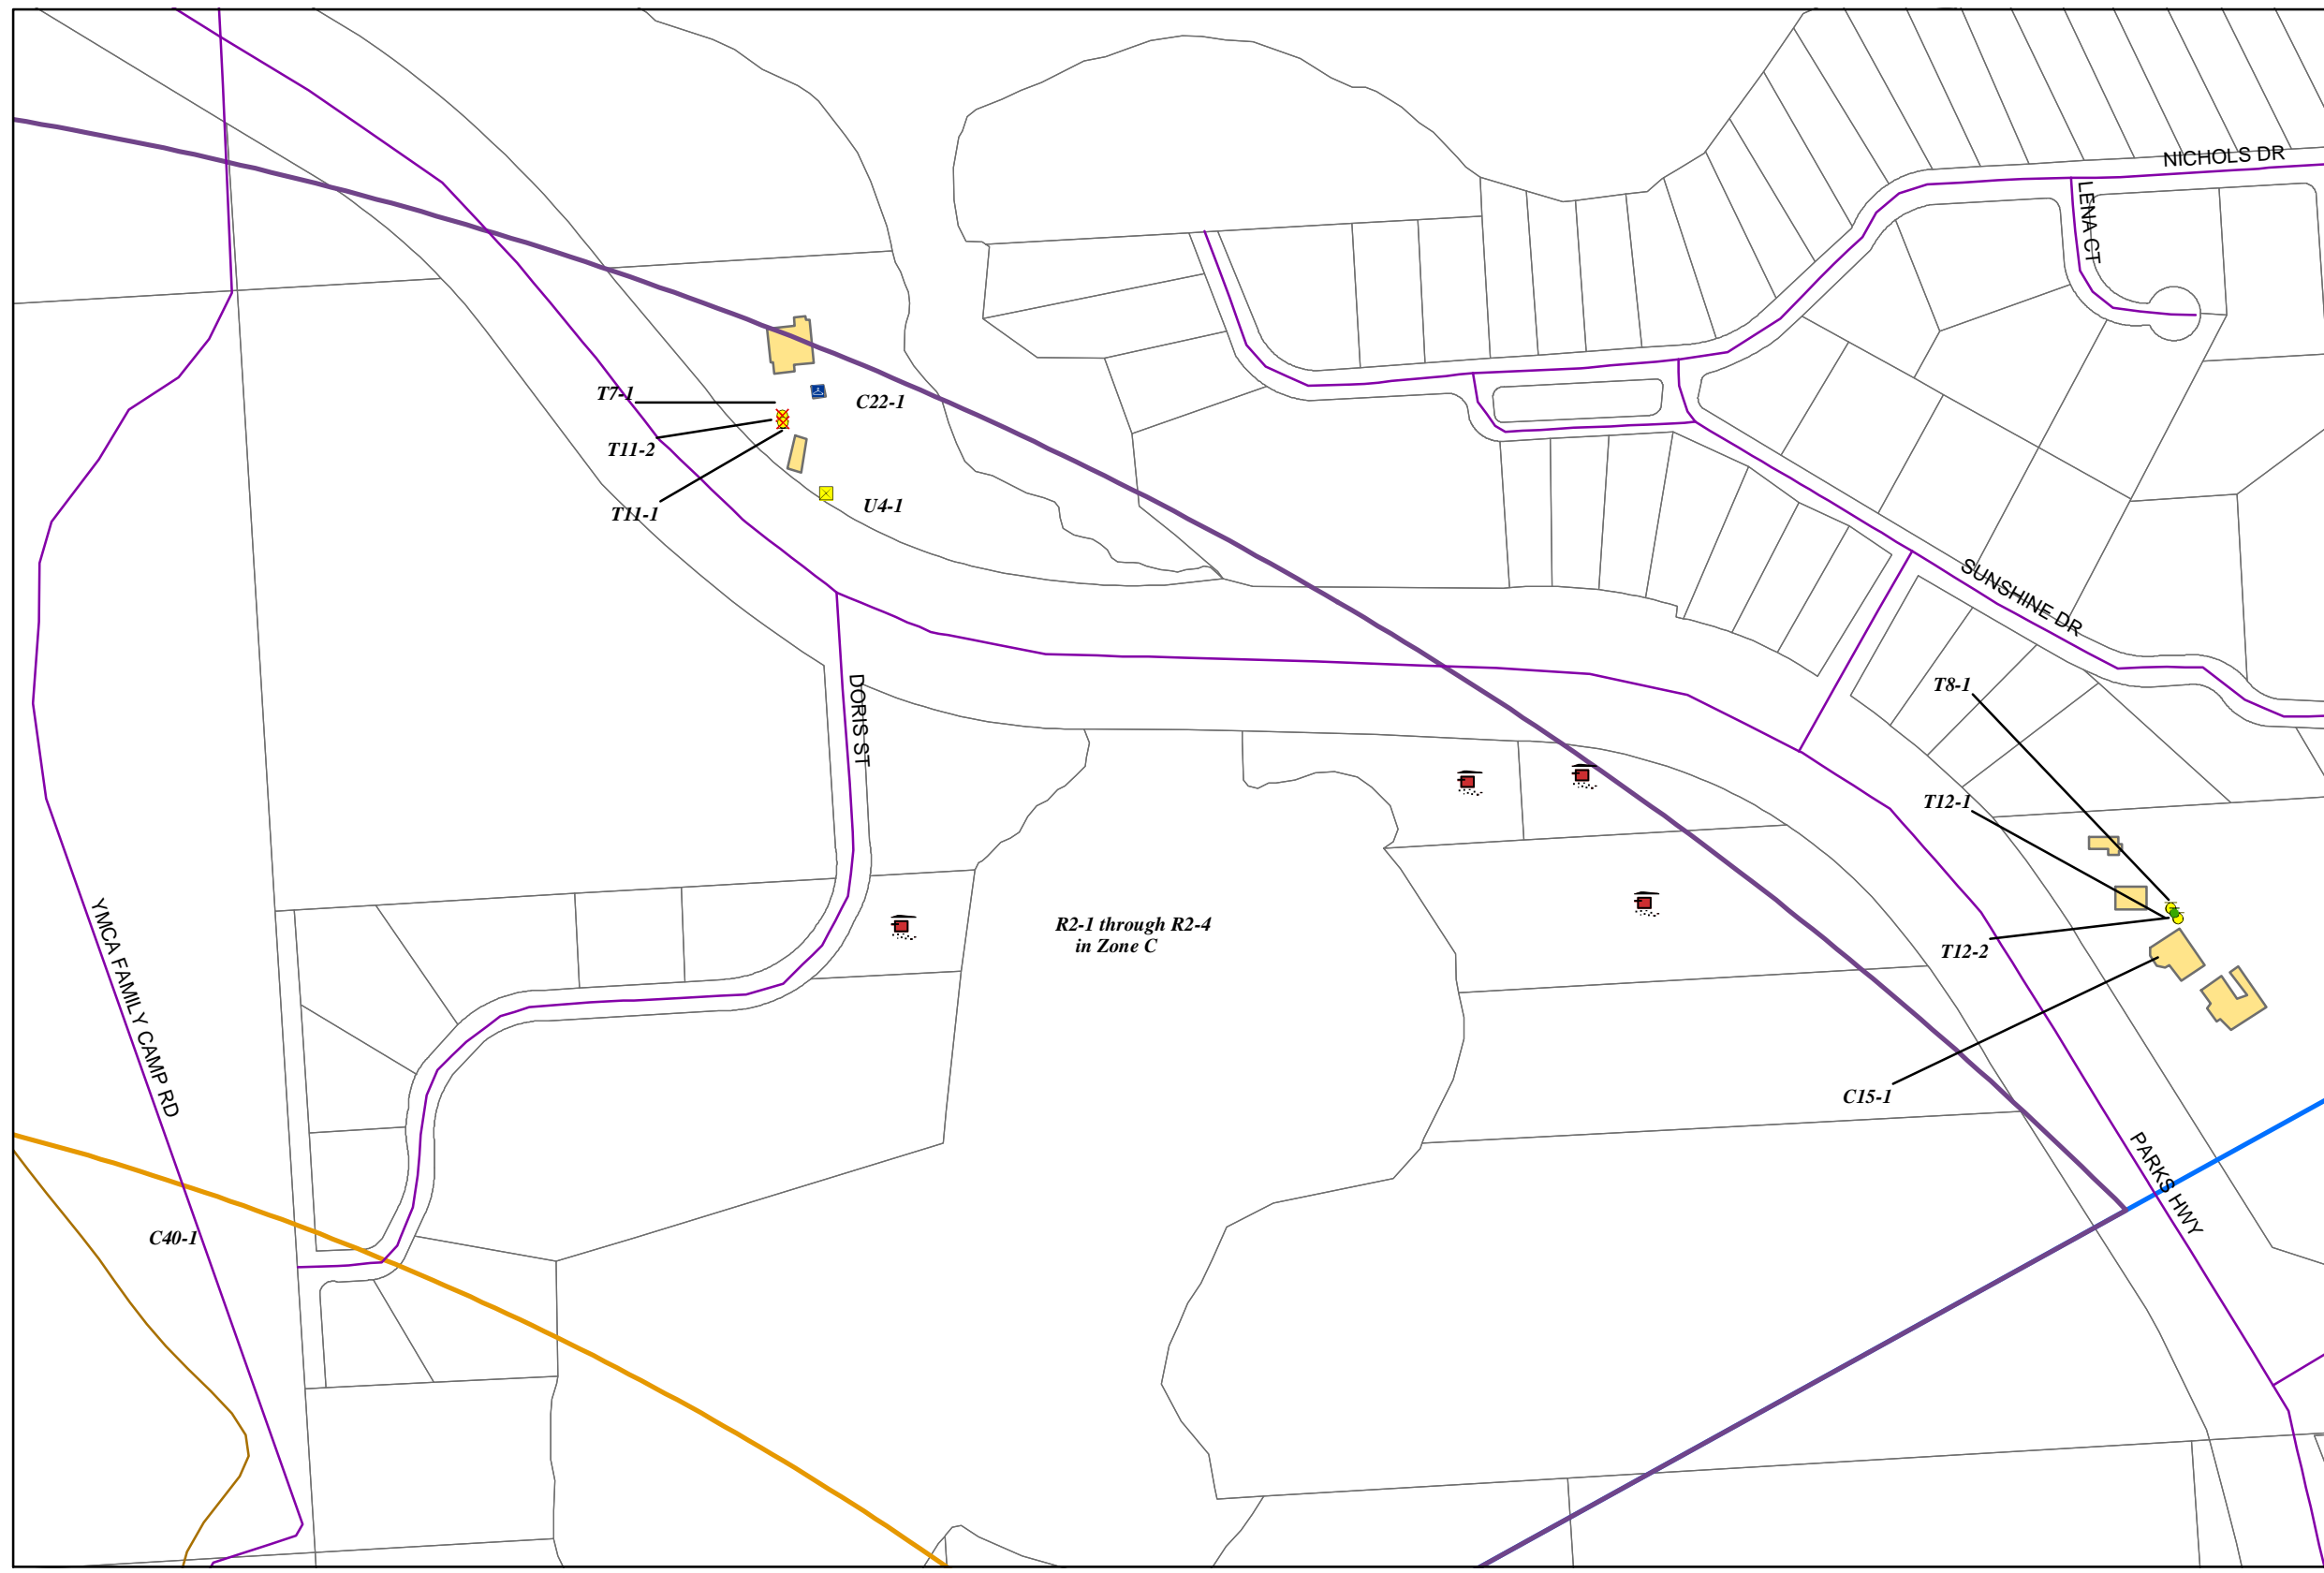 NICHOLS DR
LENA CT
T7-1
C22-1
T11-2
U4-1
T11-1
SUNSHINE DR
DORIS ST
T8-1
T12-1
YMCA FAMILY CAMP RD
R2-1 through R2-4
in Zone C
T12-2
C15-1
PARKS HWY
C40-1